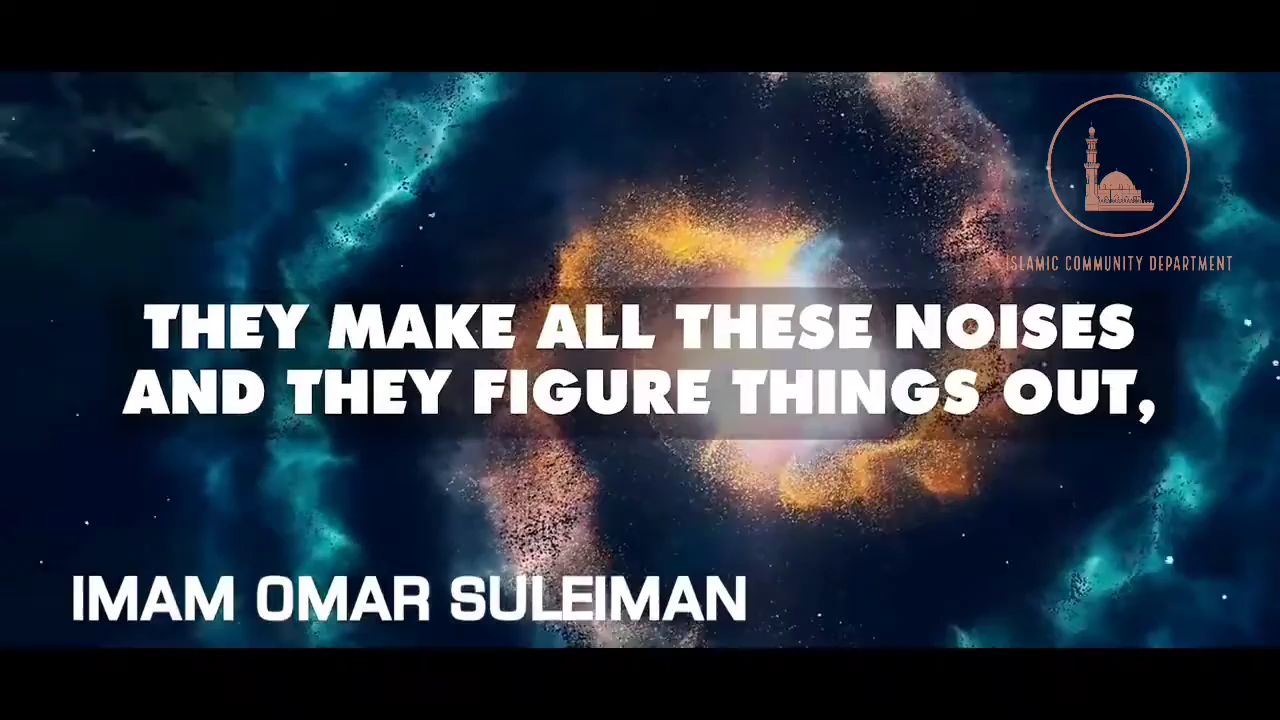 ISLAMIC COMMUNITY DEPARTMENT
THEY MAKE ALL THESE NOISES
AND THEY FIGURE THINGS OUT,
IMAM OMAR SULEIMAN